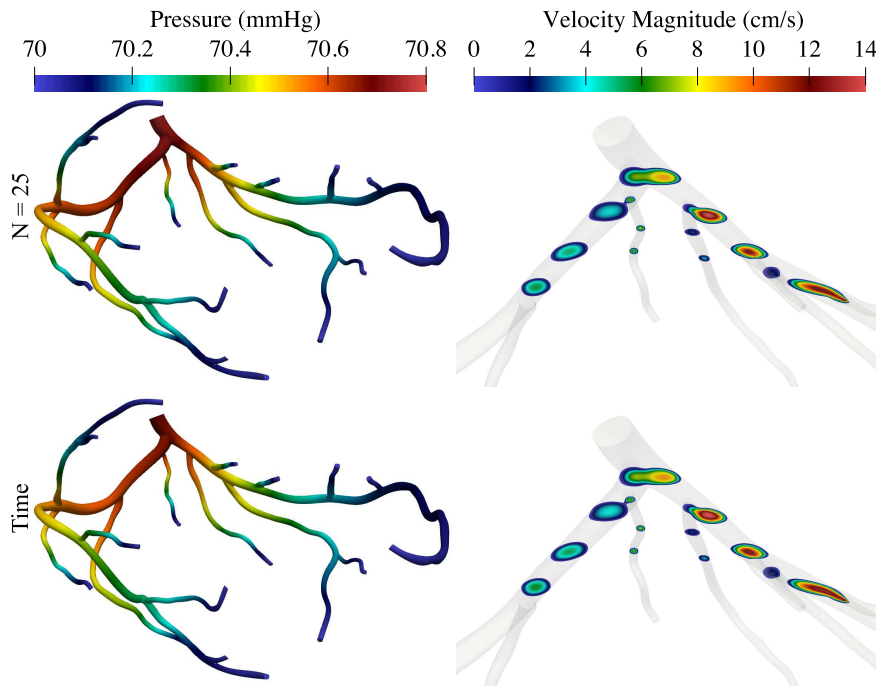 Pressure (mmHg)
70 70.2 70.4 70.6 70.8
Velocity Magnitude (cm/s)
0 2 4 6 8 10 12 14
N = 25
Time